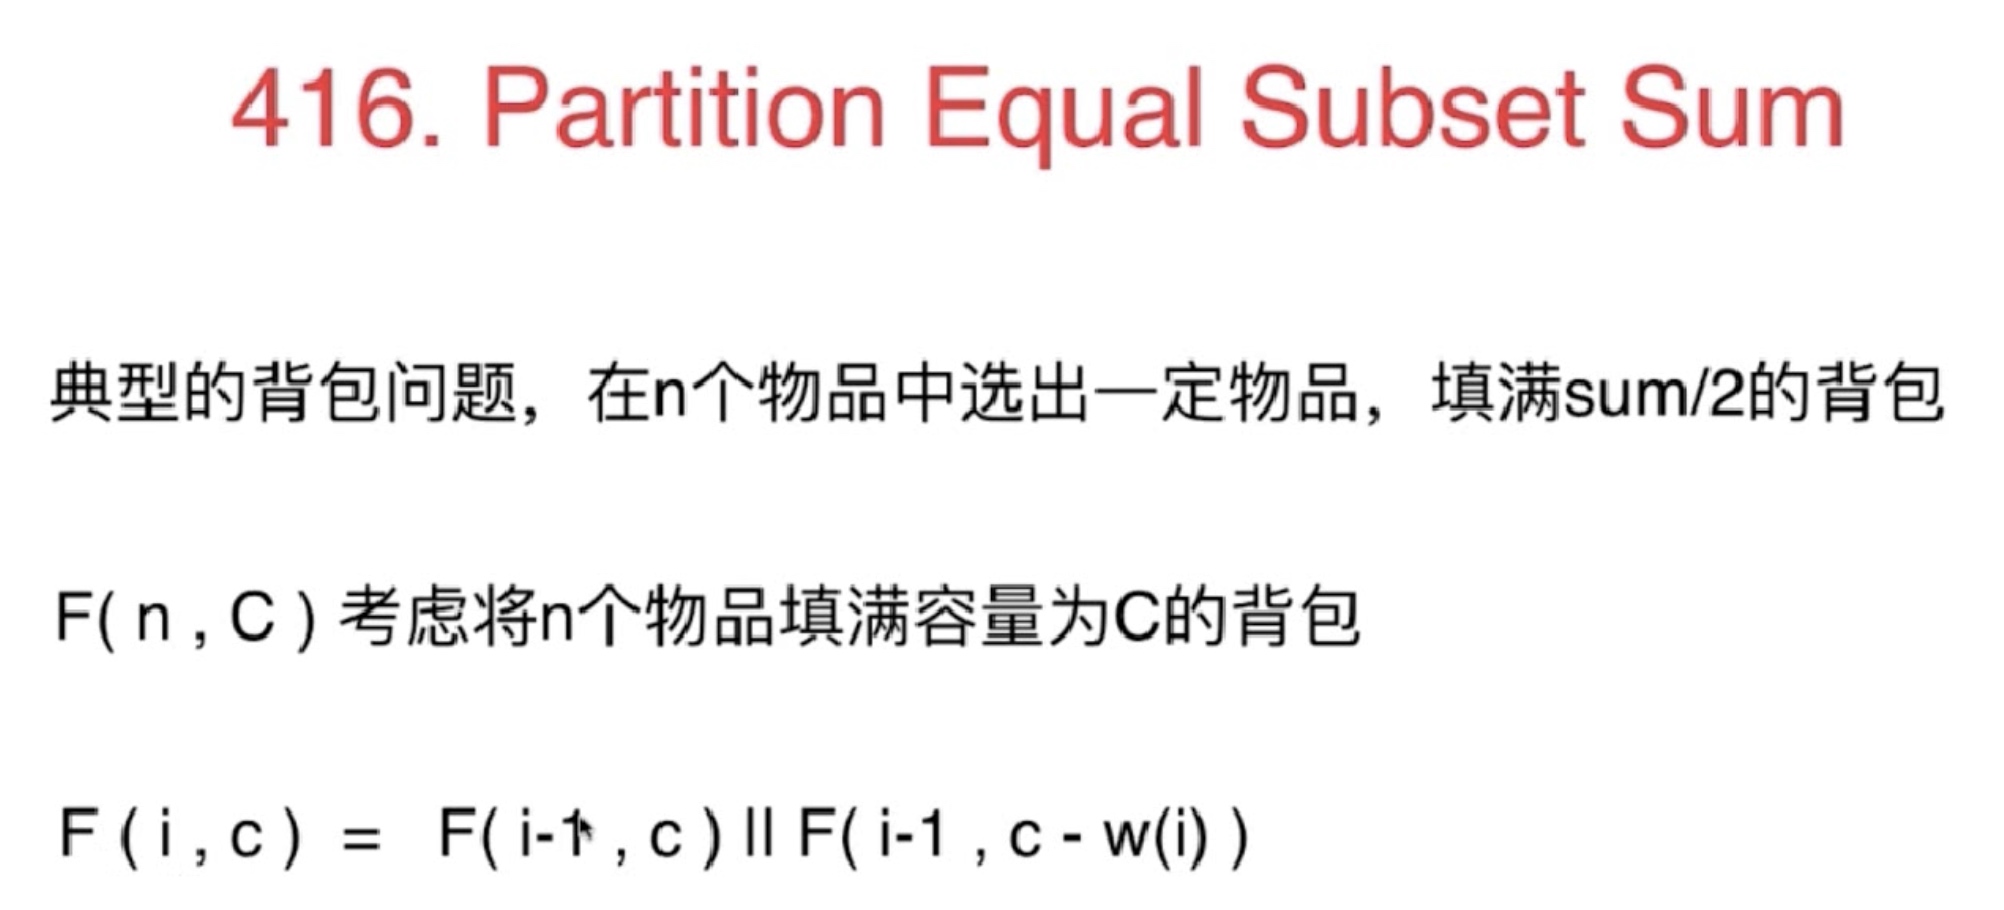 416. Partition Equal Subset Sum
典型的背包问题，在n个物品中选出一定物品，填满sum/2的背包
F( n , C ) 考虑将n个物品填满容量为C的背包
F ( i , c ) = F( i-1 , c ) || F( i-1 , c - w(i) )